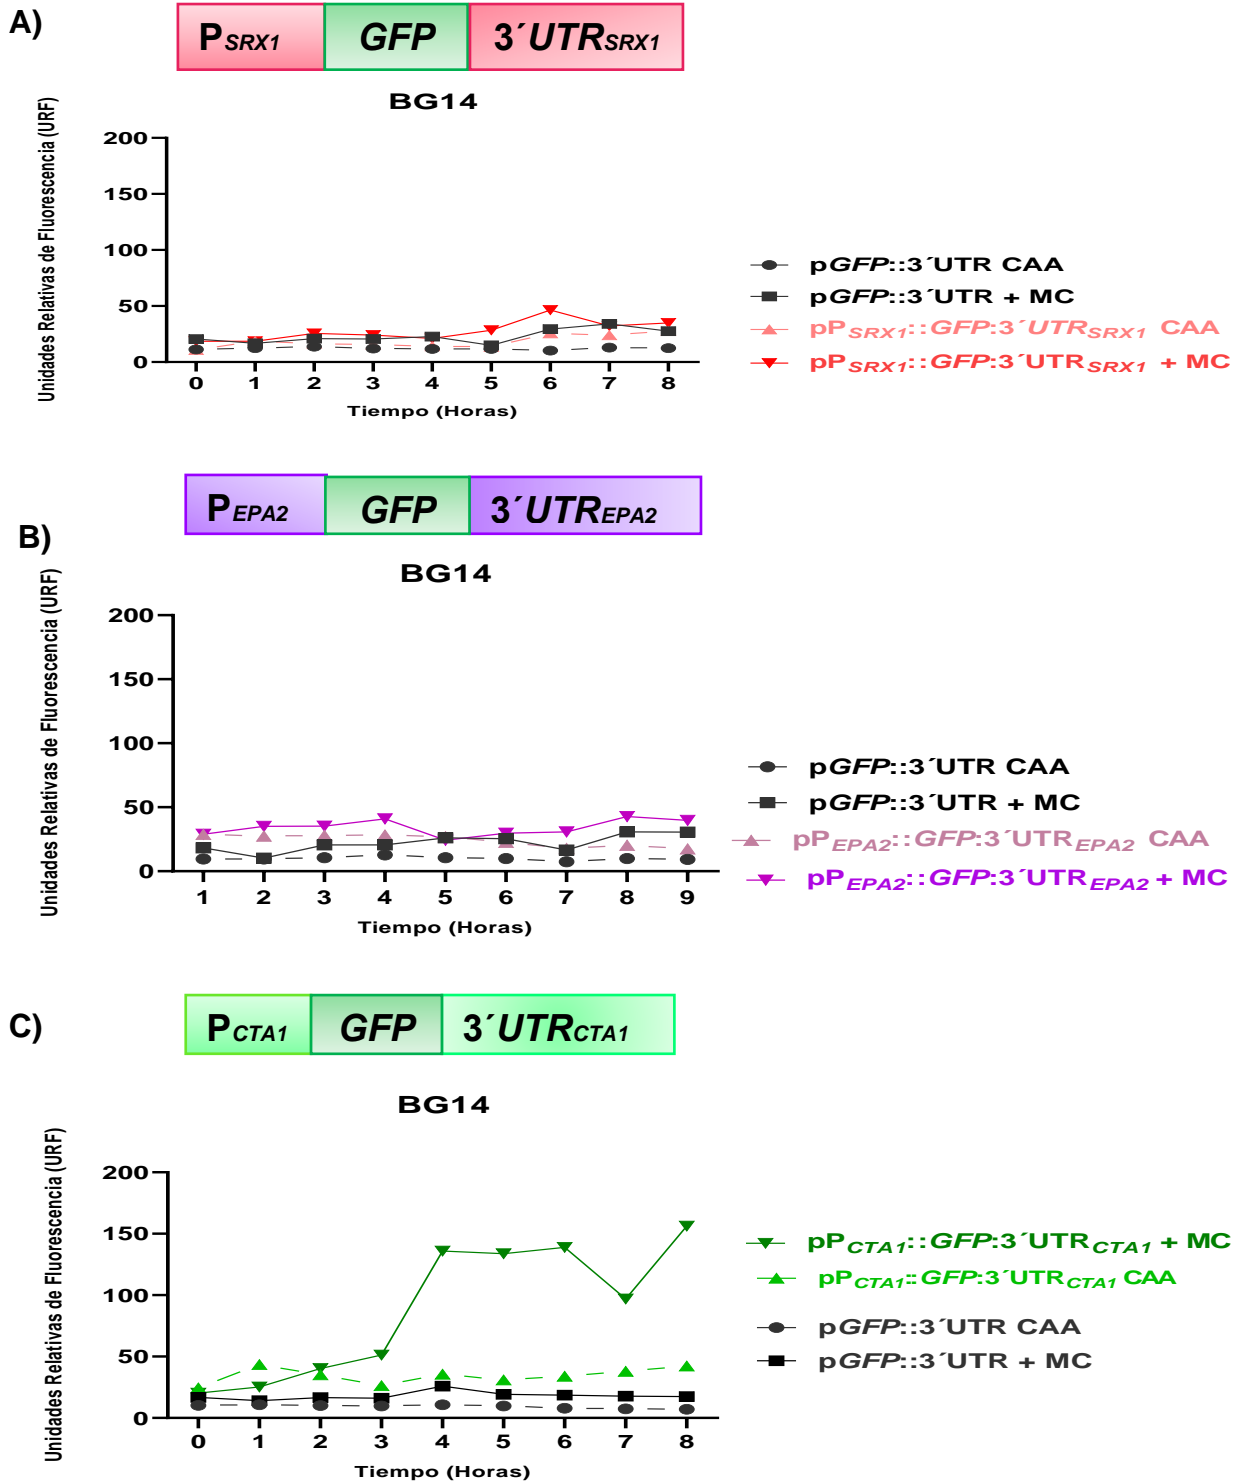 A)
PSRX1 GFP 3´UTRSRX1
BG14
Unidades Relativas de Fluorescencia (URF)
200
150
100
50
0
0 1 2 3 4 5 6 7 8
Tiempo (Horas)
pGFP::3´UTR CAA
pGFP::3´UTR + MC
pPSRX1::GFP:3´UTRSRX1 CAA
pPSRX1::GFP:3´UTRSRX1 + MC
B)
PEPA2 GFP 3´UTREPA2
BG14
Unidades Relativas de Fluorescencia (URF)
200
150
100
50
0
1 2 3 4 5 6 7 8 9
Tiempo (Horas)
pGFP::3´UTR CAA
pGFP::3´UTR + MC
pPEPA2::GFP:3´UTREPA2 CAA
pPEPA2::GFP:3´UTREPA2 + MC
C)
PCTA1 GFP 3´UTRCTA1
BG14
Unidades Relativas de Fluorescencia (URF)
200
150
100
50
0
0 1 2 3 4 5 6 7 8
Tiempo (Horas)
pPCTA1::GFP:3´UTRCTA1 + MC
pPCTA1::GFP:3´UTRCTA1 CAA
pGFP::3´UTR CAA
pGFP::3´UTR + MC